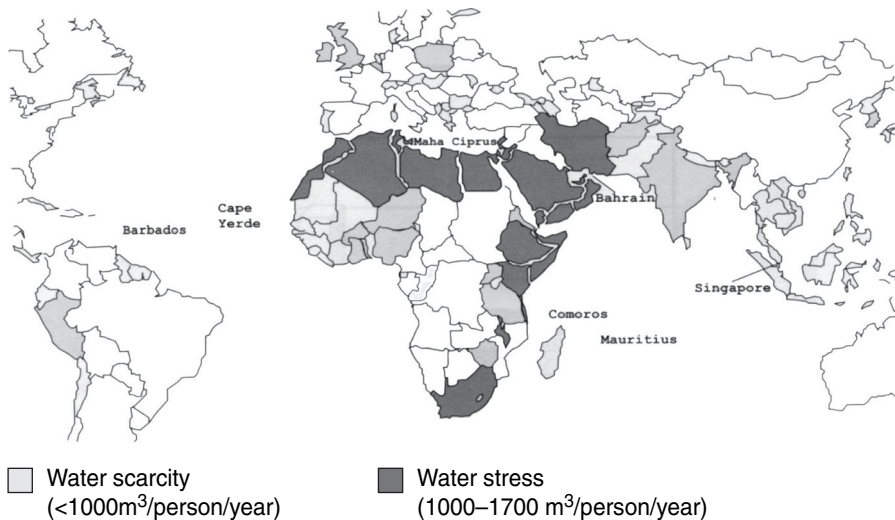 Maha Ciprus
Bahrain
Cape
Yerde
Barbados
Singapore
Comoros
Mauritius
Water scarcity
(<1000m³/person/year)
Water stress
(1000–1700 m³/person/year)